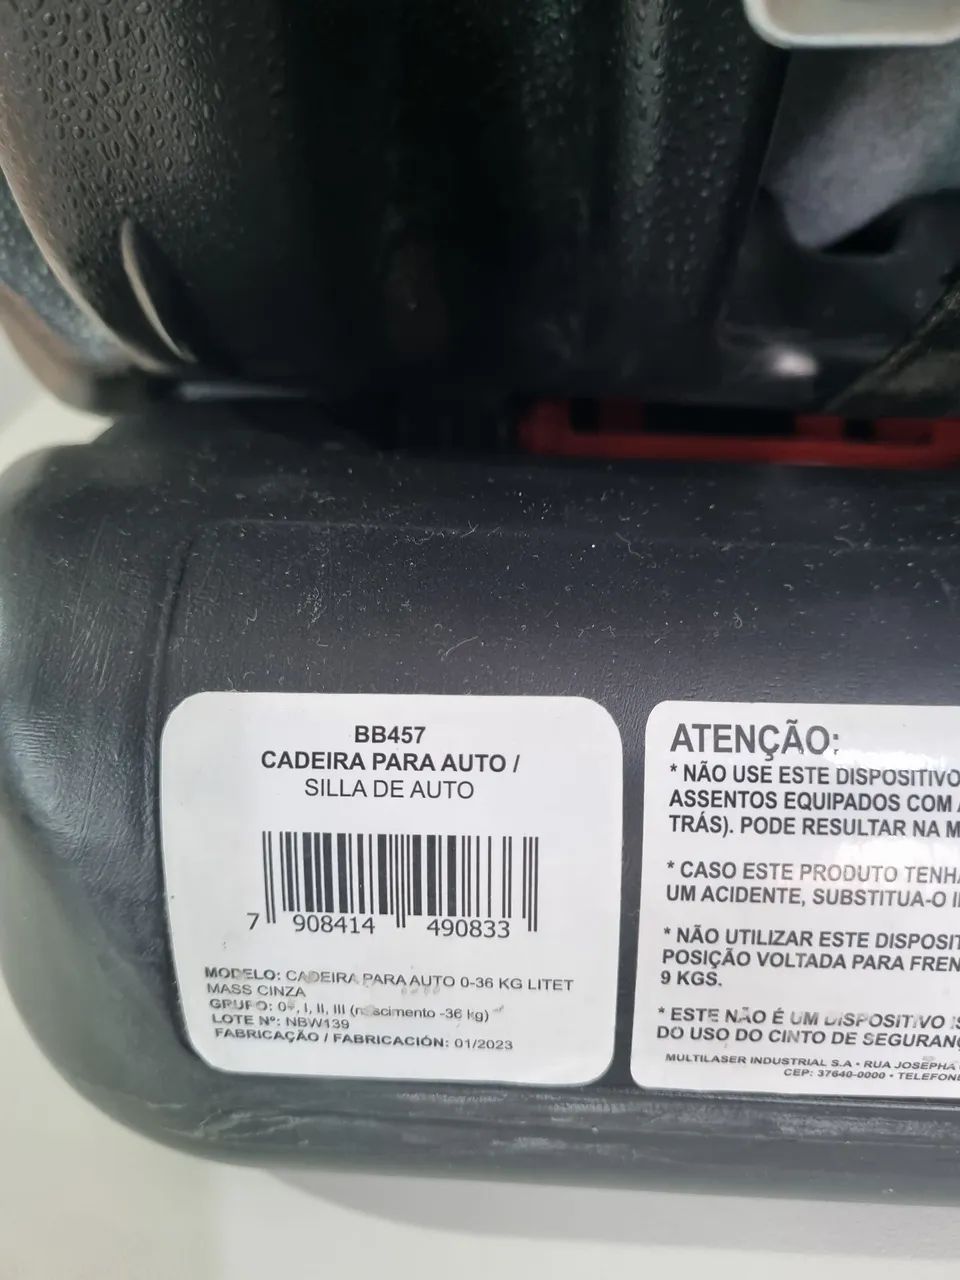 BB457
CADEIRA PARA AUTO /
SILLA DE AUTO
7 908414 490833
MODELO: CADEIRA PARA AUTO 0-36 KG LITET
MASS CINZA
GRUPO: 0+, I, II, III (nascimento -36 kg)
LOTE Nº: NBW139
FABRICAÇÃO / FABRICACIÓN: 01/2023
ATENÇÃO:
* NÃO USE ESTE DISPOSITIVO
ASSENTOS EQUIPADOS COM
TRÁS). PODE RESULTAR NA
* CASO ESTE PRODUTO
UM ACIDENTE, SUBSTITUA-O
* NÃO UTILIZAR ESTE
POSIÇÃO VOLTADA PARA
9 KGS.
* ESTE NÃO É UM DISPOSITIVO
DO USO DO CINTO DE
MULTILASER INDUSTRIAL S.A • RUA JOSEPHA
CEP: 37640-0000 • TELEFONE